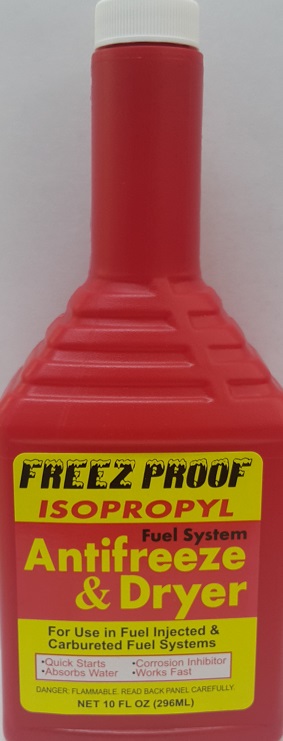 FREEZ PROOF
ISOPROPYL
Fuel System
Antifreeze
& Dryer
For Use in Fuel Injected &
Carbureted Fuel Systems
•Quick Starts •Corrosion Inhibitor
•Absorbs Water •Works Fast
DANGER: FLAMMABLE. READ BACK PANEL CAREFULLY.
NET 10 FL OZ (296ML)